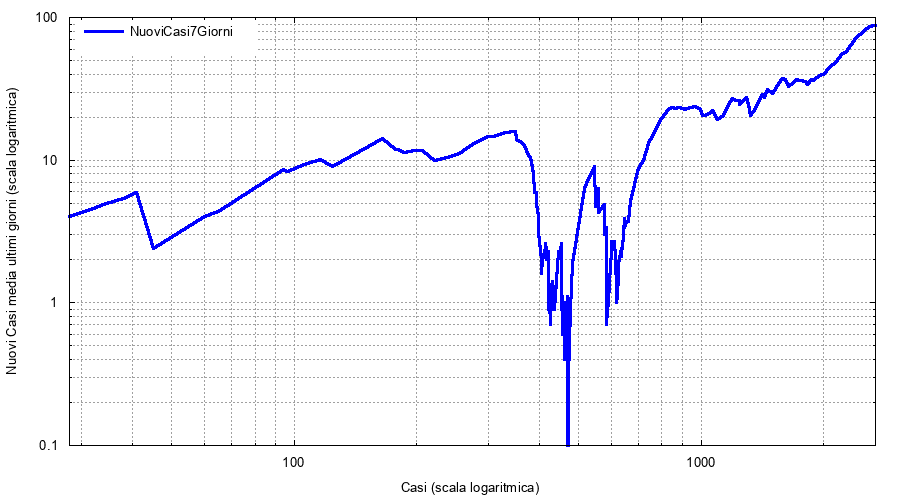 100
NuoviCasi7Giorni
10
1
0.1
100
1000
Nuovi Casi media ultimi giorni (scala logaritmica)
Casi (scala logaritmica)